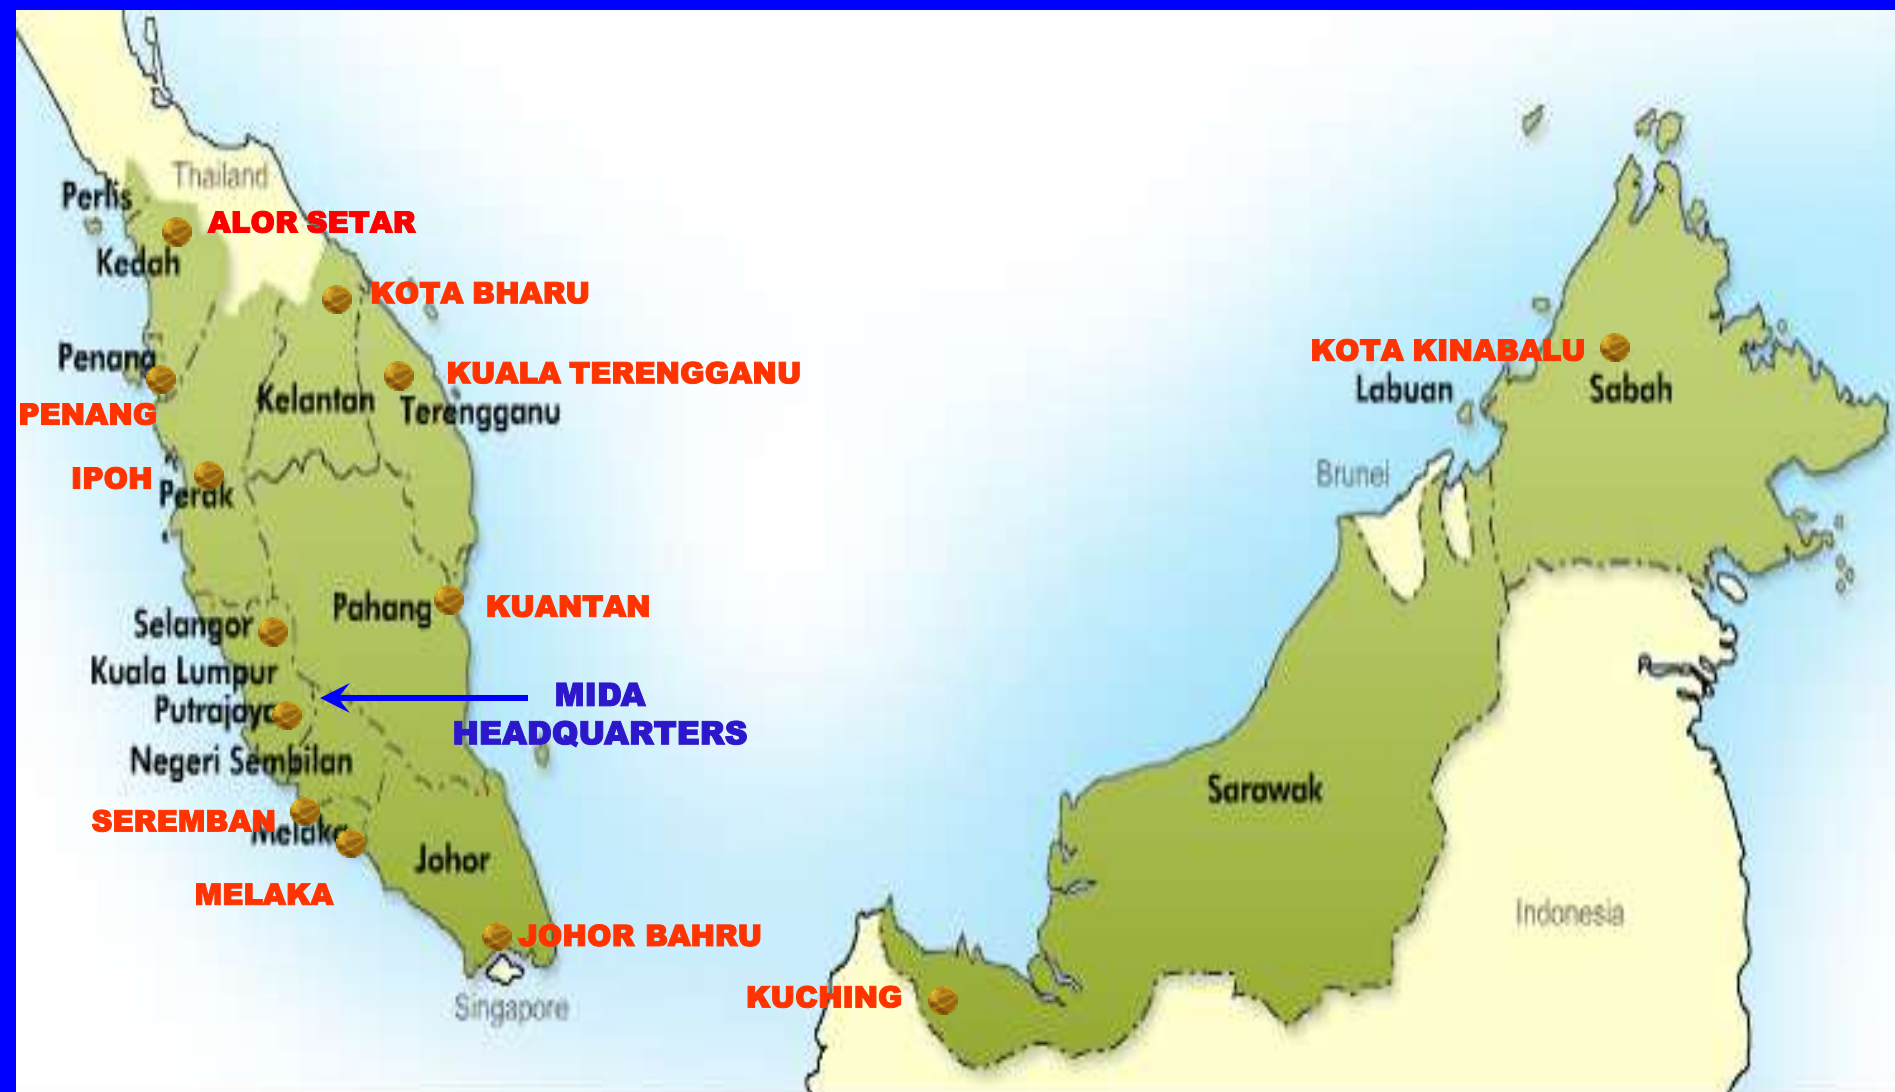 Thailand
Perlis
ALOR SETAR
Kedah
KOTA BHARU
Penang
KUALA TERENGGANU
KOTA KINABALU
Labuan
Sabah
PENANG
Kelantan
Terengganu
IPOH
Perak
Brunei
Pahang
KUANTAN
Selangor
Kuala Lumpur
MIDA
HEADQUARTERS
Putrajaya
Negeri Sembilan
Sarawak
SEREMBAN
Melaka
Johor
MELAKA
Indonesia
JOHOR BAHRU
Singapore
KUCHING